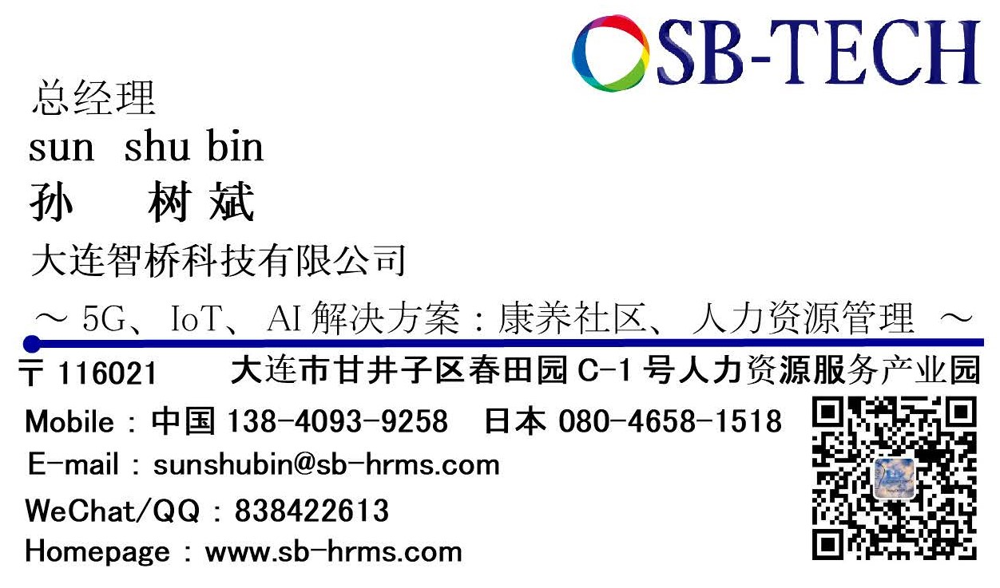 SB-TECH
总经理
sun shu bin
孙 树 斌
大连智桥科技有限公司
～ 5G、IoT、AI 解决方案：康养社区、人力资源管理 ～
〒 116021 大连市甘井子区春田园 C-1 号人力资源服务产业园
Mobile : 中国 138-4093-9258 日本 080-4658-1518
E-mail : sunshubin@sb-hrms.com
WeChat/QQ : 838422613
Homepage : www.sb-hrms.com